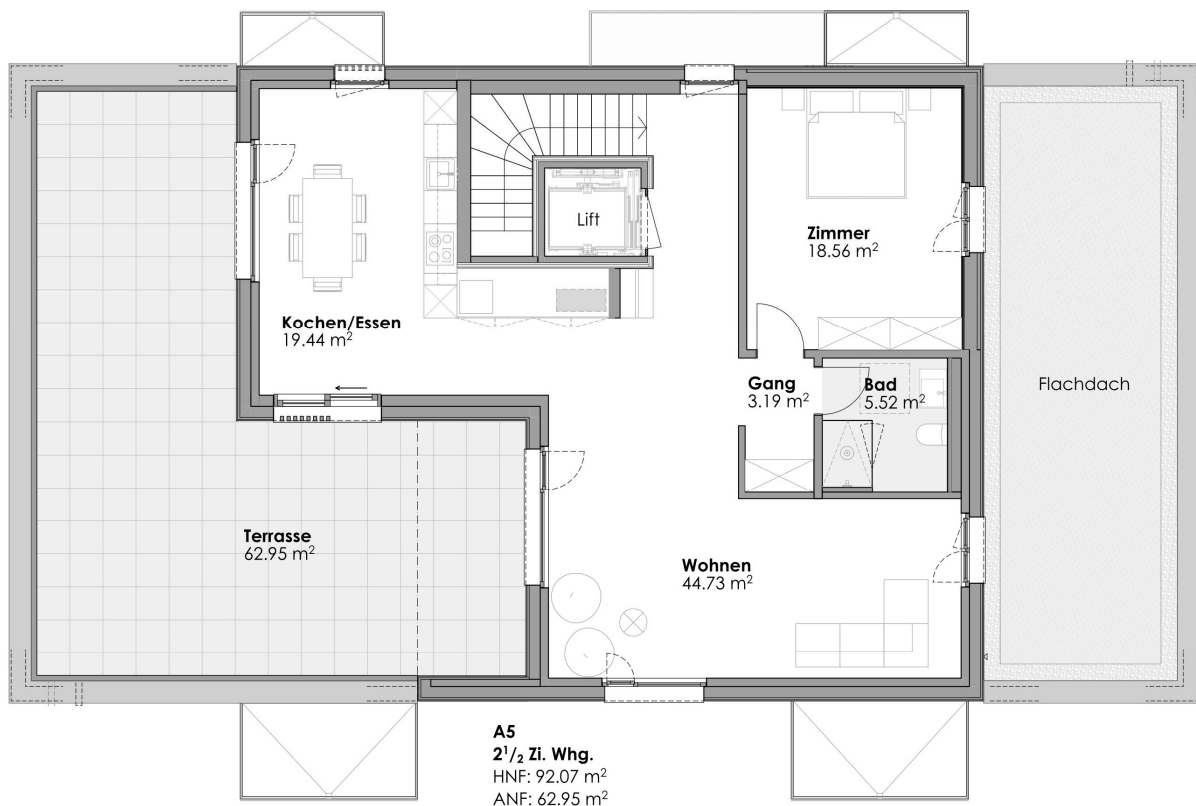 Lift
Zimmer
18.56 m²
Kochen/Essen
19.44 m²
Gang
3.19 m²
Bad
5.52 m²
Flachdach
Terrasse
62.95 m²
Wohnen
44.73 m²
A5
2¹/₂ Zi. Whg.
HNF: 92.07 m²
ANF: 62.95 m²